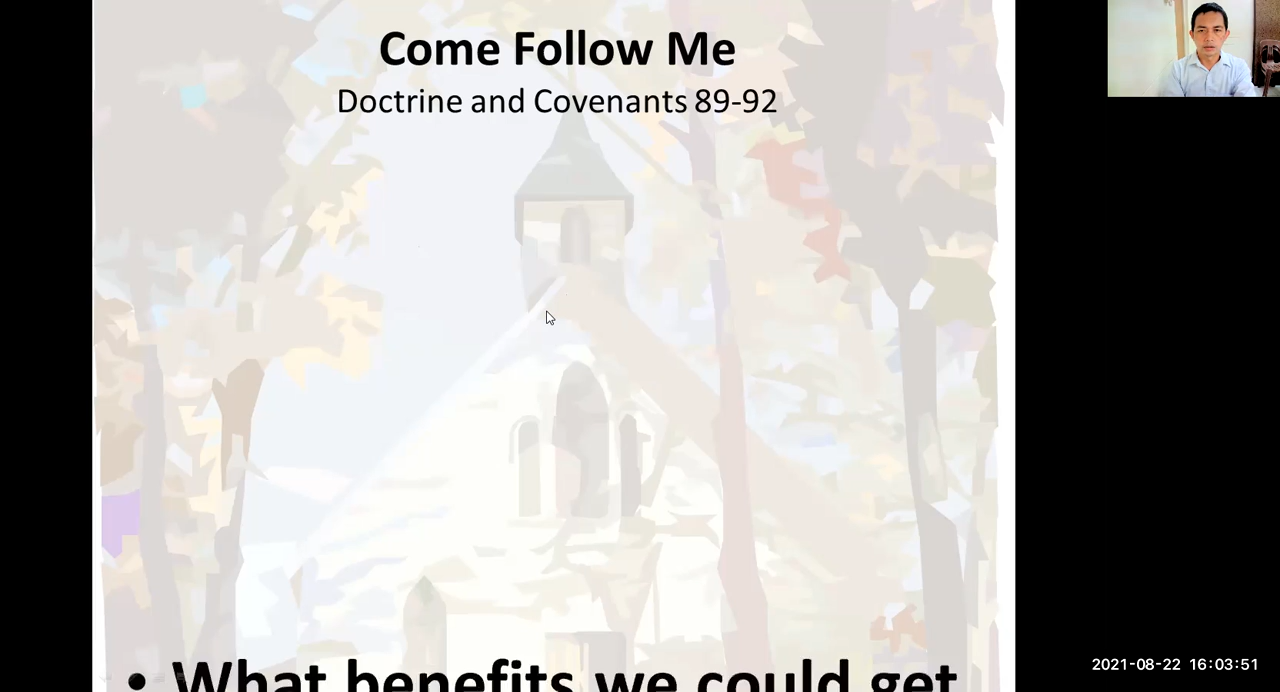 Come Follow Me
Doctrine and Covenants 89-92
• What benefits we could get
2021-08-22 16:03:51